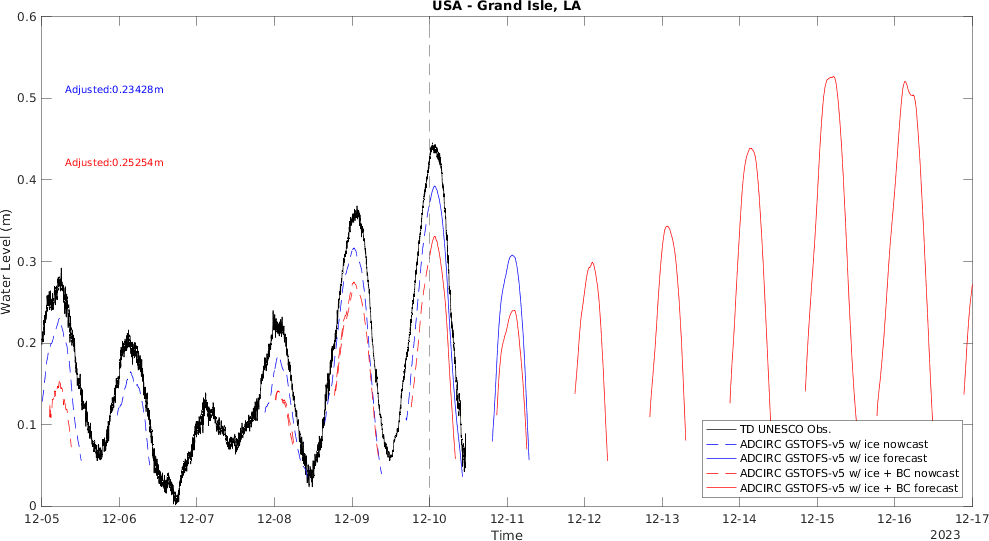 USA - Grand Isle, LA
0.6
0.5
0.4
0.3
0.2
0.1
0
Water Level (m)
Adjusted:0.23428m
Adjusted:0.25254m
TD UNESCO Obs.
ADCIRC GSTOFS-v5 w/ ice nowcast
ADCIRC GSTOFS-v5 w/ ice forecast
ADCIRC GSTOFS-v5 w/ ice + BC nowcast
ADCIRC GSTOFS-v5 w/ ice + BC forecast
12-05 12-06 12-07 12-08 12-09 12-10 12-11 12-12 12-13 12-14 12-15 12-16 12-17
Time
2023